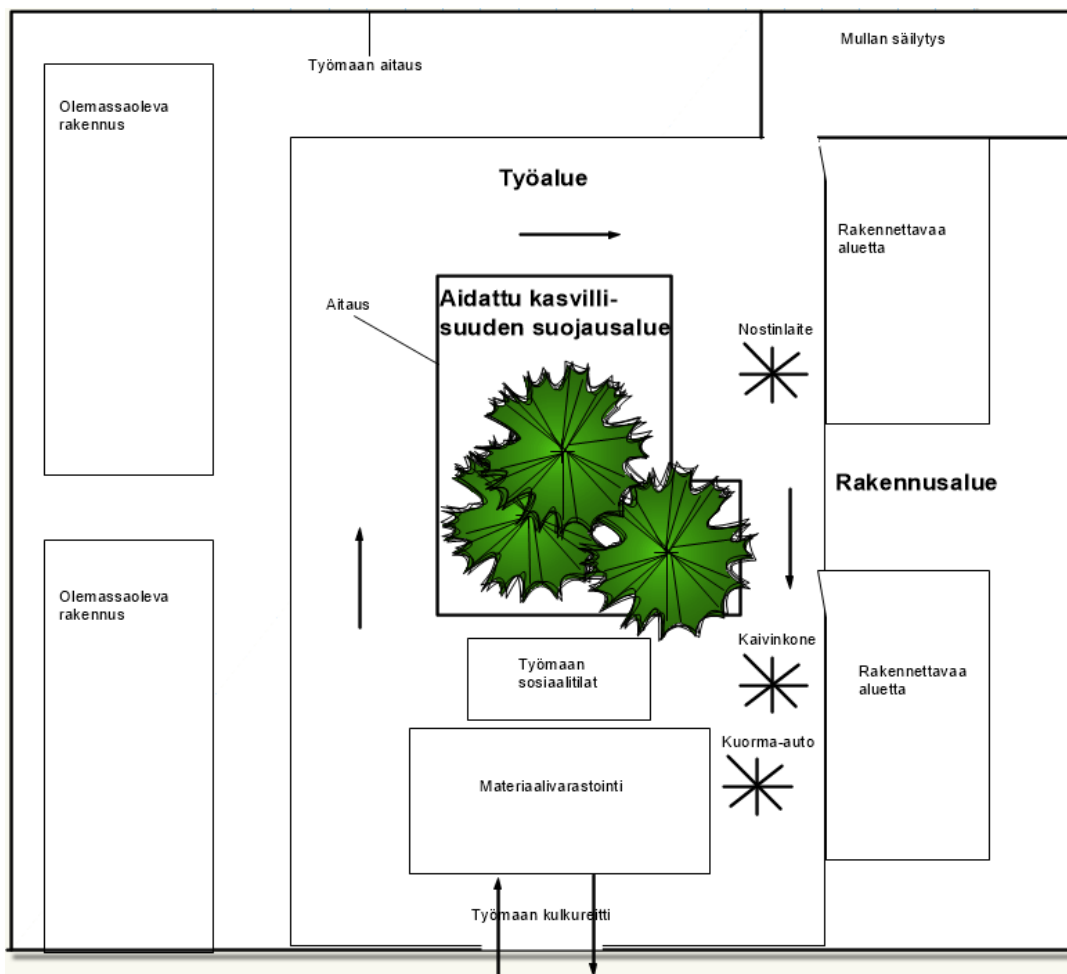 Mullan säilytys
Työmaan aitaus
Olemassaoleva
rakennus
Työalue
Rakennettavaa
aluetta
Aitaus
Aidattu kasvilli-
suuden suojausalue
Nostinlaite
Rakennusalue
Olemassaoleva
rakennus
Kaivinkone
Työmaan
sosiaalitilat
Rakennettavaa
aluetta
Kuorma-auto
Materiaalivarastointi
Työmaan kulkureitti